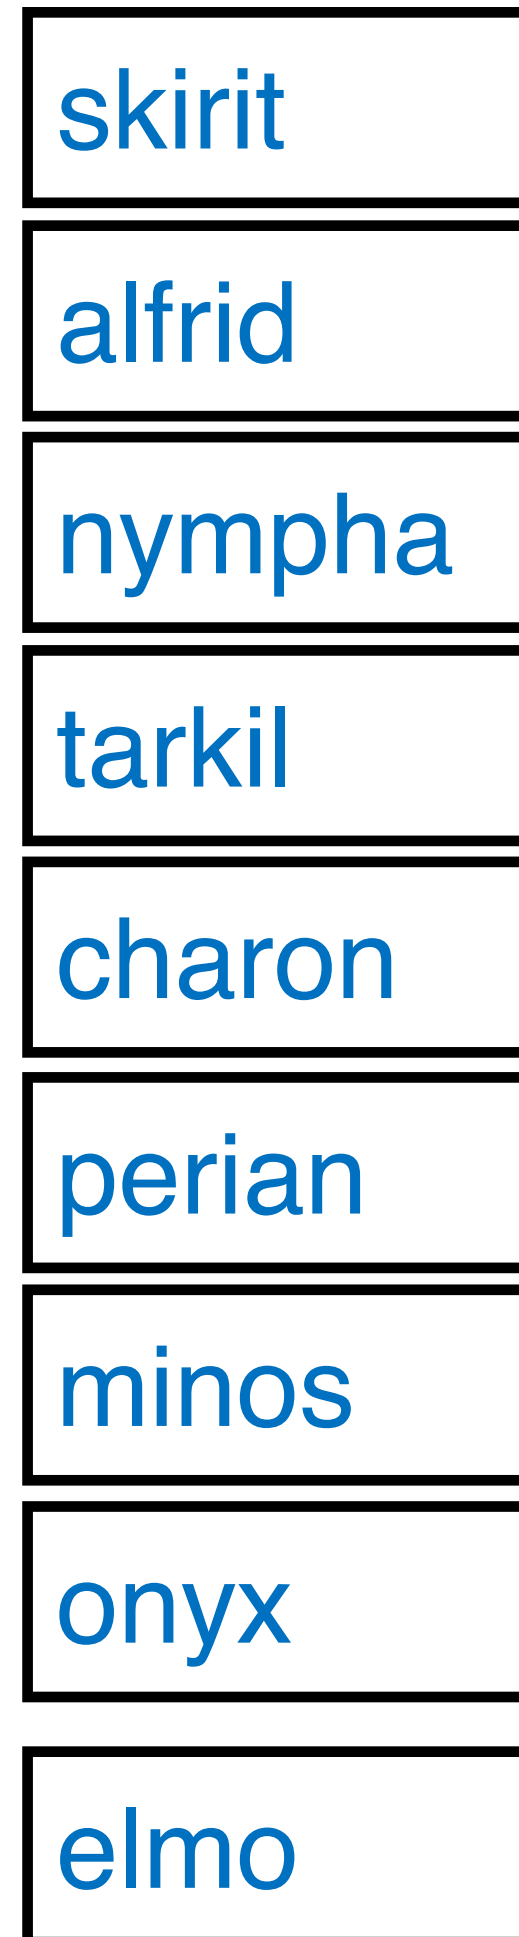 skirit
alfrid
nympha
tarkil
charon
perian
minos
onyx
elmo